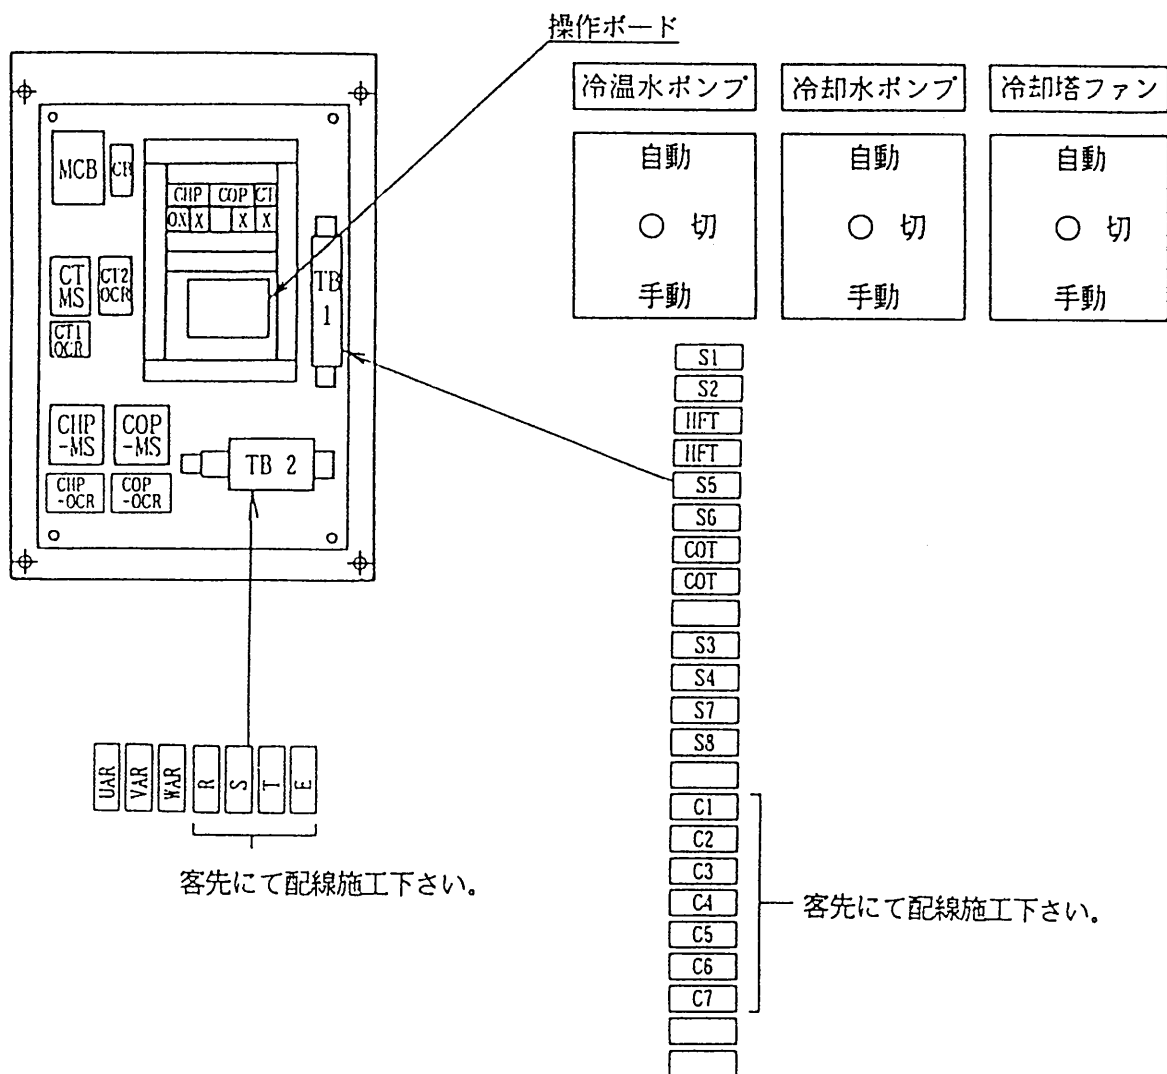 操作ボード
冷温水ポンプ
冷却水ポンプ
冷却塔ファン
自動
切
手動
自動
切
手動
自動
切
手動
MCB
CB
CHP COP CT
OX X X X
CT
MS
CT2
OCR
CT1
OCR
TB
1
CHP
-MS
COP
-MS
CHP
-OCR
COP
-OCR
TB 2
S1
S2
HFT
HFT
S5
S6
COT
COT
S3
S4
S7
S8
C1
C2
C3
C4
C5
C6
C7
客先にて配線施工下さい。
UAR
VAR
WAR
R
S
T
E
客先にて配線施工下さい。